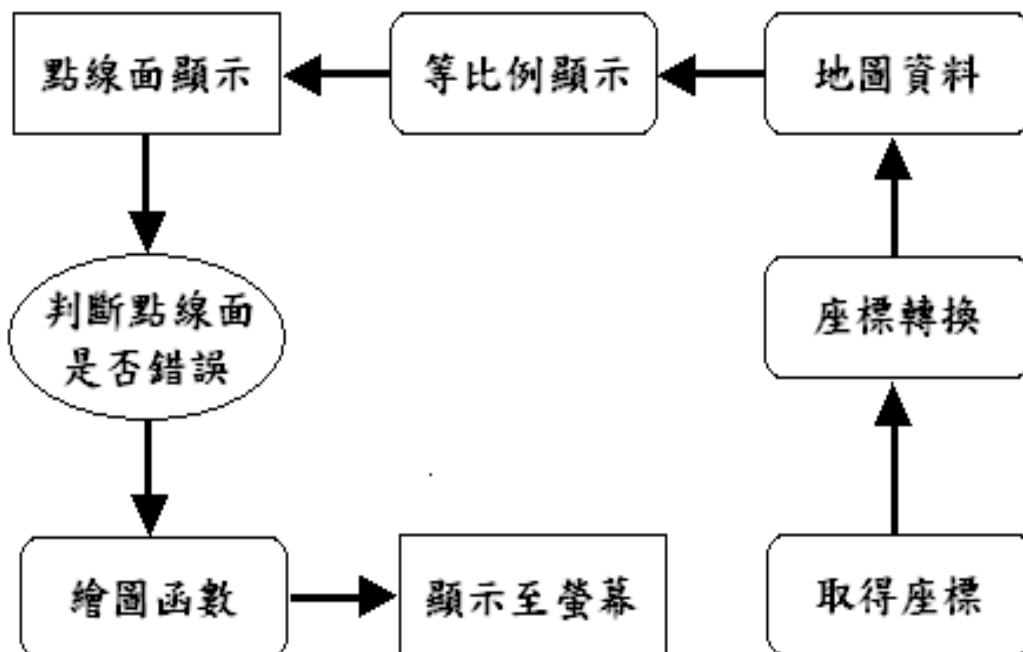 點線面顯示
等比例顯示
地圖資料
判斷點線面
是否錯誤
座標轉換
繪圖函數
顯示至螢幕
取得座標